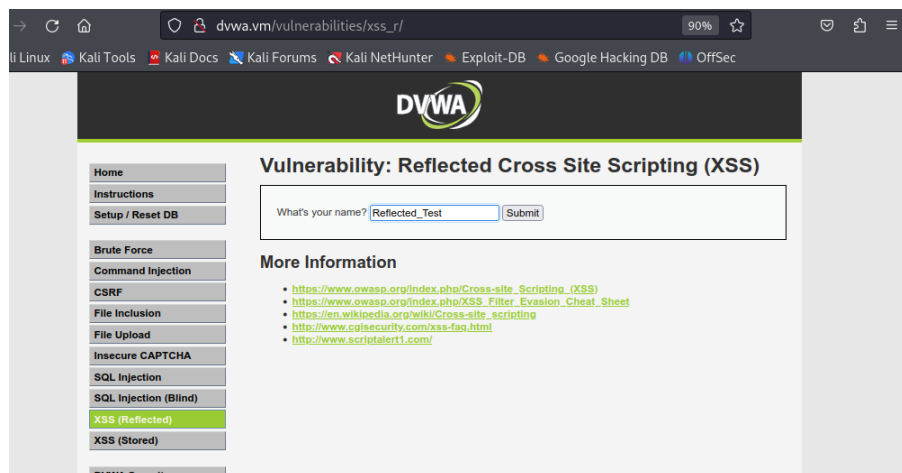 dvwa.vm/vulnerabilities/xss_r/ 90%
li Linux Kali Tools Kali Docs Kali Forums Kali NetHunter Exploit-DB Google Hacking DB OffSec
DVWA
Home
Instructions
Setup / Reset DB
Brute Force
Command Injection
CSRF
File Inclusion
File Upload
Insecure CAPTCHA
SQL Injection
SQL Injection (Blind)
XSS (Reflected)
XSS (Stored)
Vulnerability: Reflected Cross Site Scripting (XSS)
What's your name? Reflected_Test Submit
More Information
https://www.owasp.org/index.php/Cross-site_Scripting_(XSS)
https://www.owasp.org/index.php/XSS_Filter_Evasion_Cheat_Sheet
https://en.wikipedia.org/wiki/Cross-site_scripting
http://www.cgisecurity.com/xss-faq.html
http://www.scriptalert1.com/